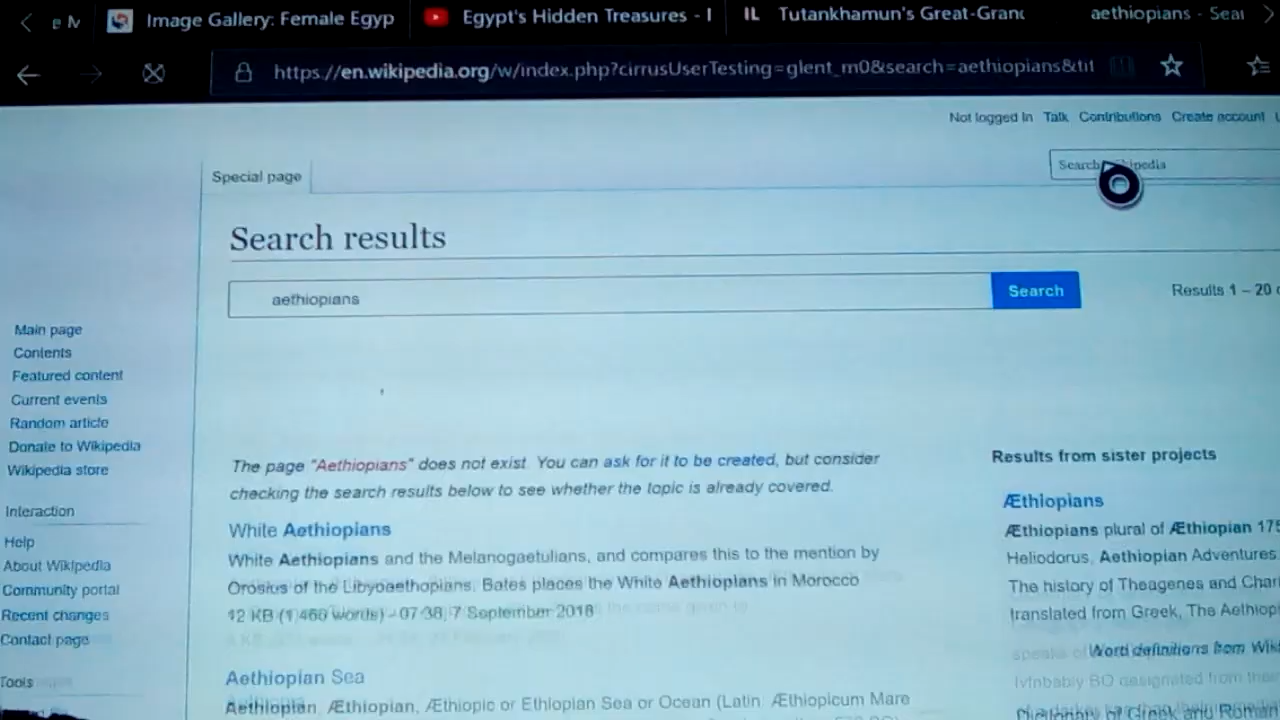 Image Gallery: Female Egyp
Egypt's Hidden Treasures -
IL Tutankhamun's Great-Grand
aethiopians - Sear
https://en.wikipedia.org/w/index.php?cirrusUserTesting=glent_m0&search=aethiopians&tit
Not logged in Talk Contributions Create account
Special page
Search results
aethiopians
Search
Results 1 – 20
Main page
Contents
Featured content
Current events
Random article
Donate to Wikipedia
Wikipedia store
Interaction
Help
About Wikipedia
Community portal
Recent changes
Contact page
Tools
The page "Aethiopians" does not exist. You can ask for it to be created, but consider
checking the search results below to see whether the topic is already covered.
White Aethiopians
White Aethiopians and the Melanogaetulians, and compares this to the mention by
Orosius of the Libyoaethopians. Bates places the White Aethiopians in Morocco
12 KB (1,460 words) - 07:38, 7 September 2018
Aethiopian Sea
Aethiopian, Æthiopian, Æthiopic or Ethiopian Sea or Ocean (Latin: Æthiopicum Mare
Results from sister projects
Æthiopians
Æthiopians plural of Æthiopian 175
Heliodorus, Aethiopian Adventures
The history of Theagenes and Char
translated from Greek, The Aethiop
Word definitions from Wik